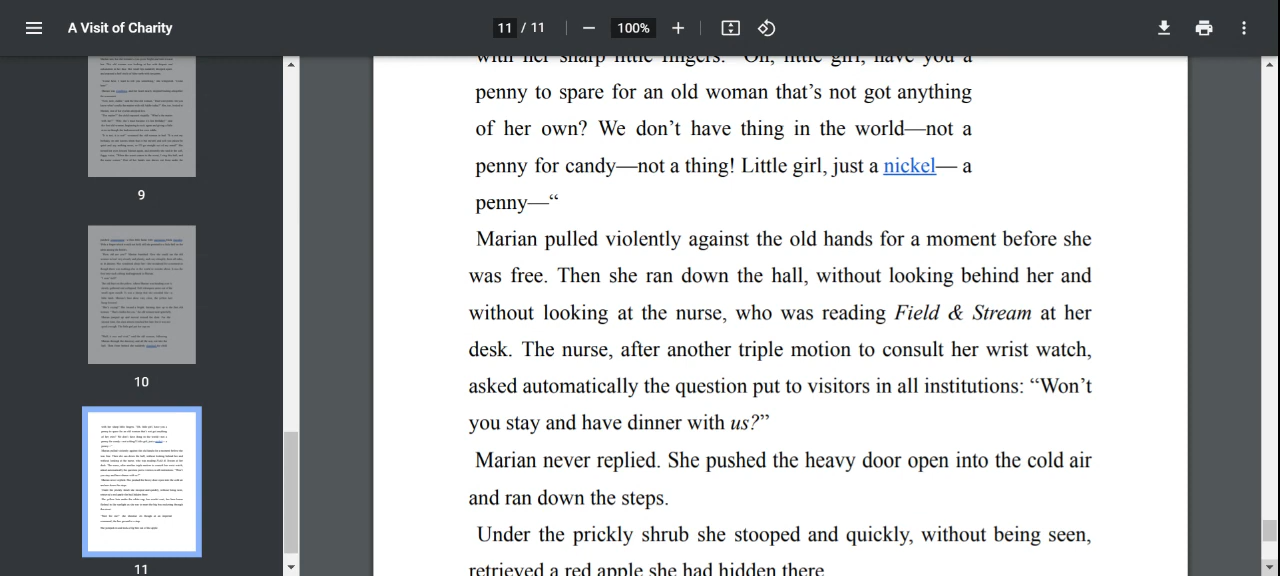 A Visit of Charity
11 / 11
100%
9
10
11
with her sharp little fingers. "Oh, little girl, have you a
penny to spare for an old woman that’s not got anything
of her own? We don’t have thing in the world—not a
penny for candy—not a thing! Little girl, just a nickel— a
penny—“
Marian pulled violently against the old hands for a moment before she
was free. Then she ran down the hall, without looking behind her and
without looking at the nurse, who was reading Field & Stream at her
desk. The nurse, after another triple motion to consult her wrist watch,
asked automatically the question put to visitors in all institutions: “Won’t
you stay and have dinner with us?”
Marian never replied. She pushed the heavy door open into the cold air
and ran down the steps.
Under the prickly shrub she stooped and quickly, without being seen,
retrieved a red apple she had hidden there